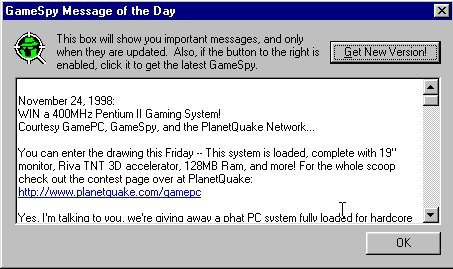 GameSpy Message of the Day
This box will show you important messages, and only
when they are updated. Also, if the button to the right is
enabled, click it to get the latest GameSpy.
Get New Version!
November 24, 1998:
WIN a 400MHz Pentium II Gaming System!
Courtesy GamePC, GameSpy, and the PlanetQuake Network...
You can enter the drawing this Friday -- This system is loaded, complete with 19"
monitor, Riva TNT 3D accelerator, 128MB Ram, and more! For the whole scoop
check out the contest page over at PlanetQuake:
http://www.planetquake.com/gamepc
Yes, I'm talking to you, we're giving away a phat PC system fully loaded for hardcore
OK